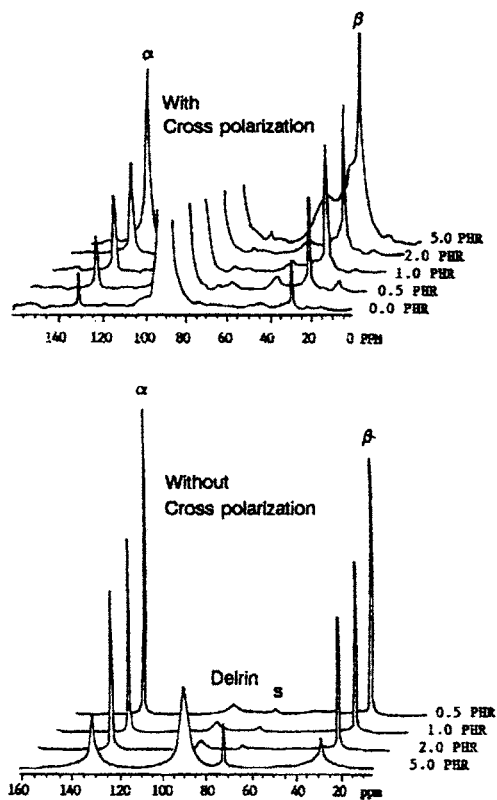 α
β
With
Cross polarization
5.0 PHR
2.0 PHR
1.0 PHR
0.5 PHR
0.0 PHR
140 120 100 80 60 40 20 0 PPM
α
β
Without
Cross polarization
Delrin
s
0.5 PHR
1.0 PHR
2.0 PHR
5.0 PHR
160 140 120 100 80 60 40 20 ppm